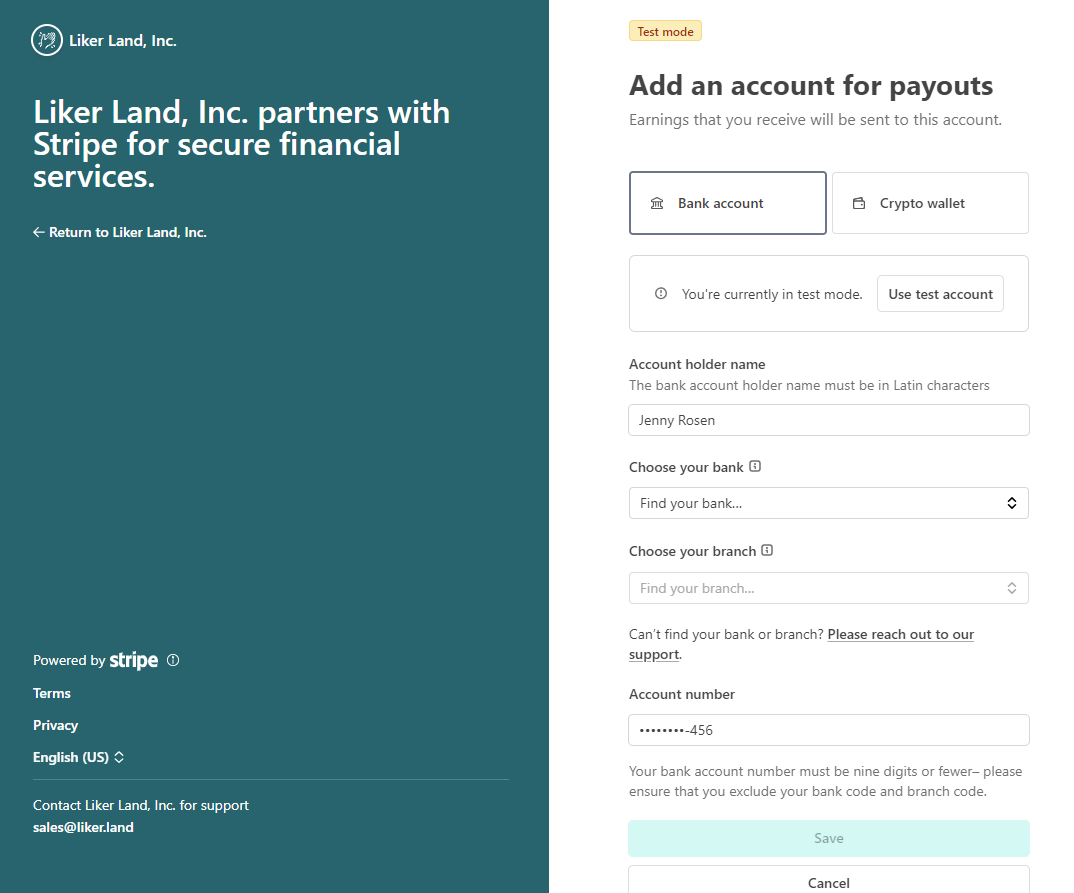 Liker Land, Inc.
Liker Land, Inc. partners with
Stripe for secure financial
services.
← Return to Liker Land, Inc.
Powered by stripe
Terms
Privacy
English (US)
Contact Liker Land, Inc. for support
sales@liker.land
Test mode
Add an account for payouts
Earnings that you receive will be sent to this account.
Bank account
Crypto wallet
You're currently in test mode.
Use test account
Account holder name
The bank account holder name must be in Latin characters
Jenny Rosen
Choose your bank
Find your bank...
Choose your branch
Find your branch...
Can't find your bank or branch? Please reach out to our
support.
Account number
••••••••-456
Your bank account number must be nine digits or fewer– please
ensure that you exclude your bank code and branch code.
Save
Cancel